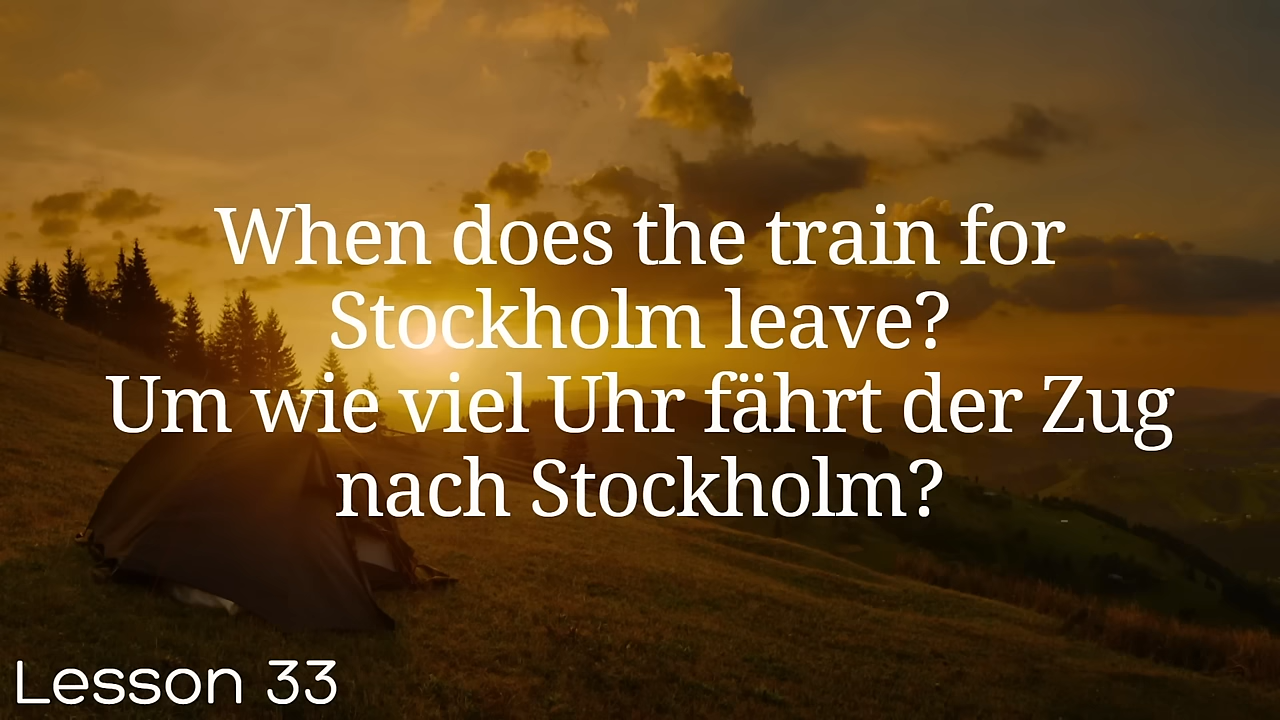 When does the train for
Stockholm leave?
Um wie viel Uhr fährt der Zug
nach Stockholm?
Lesson 33